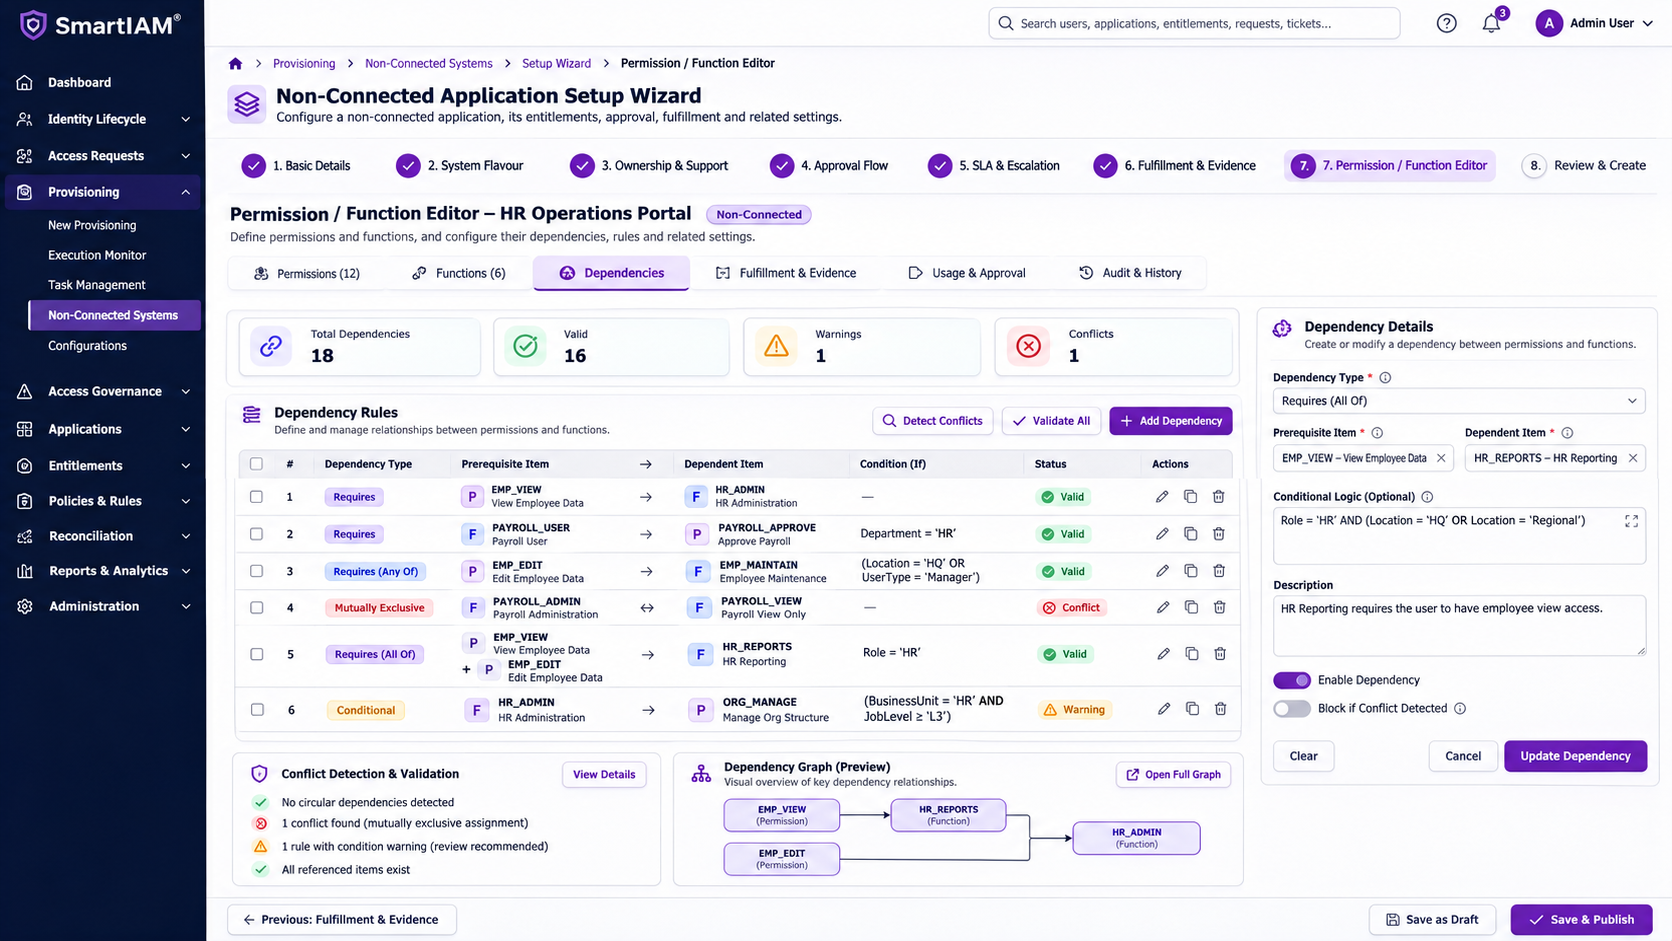 SmartIAM®
Search users, applications, entitlements, requests, tickets...
3
A
Admin User
Dashboard
Identity Lifecycle
Access Requests
Provisioning
New Provisioning
Execution Monitor
Task Management
Non-Connected Systems
Configurations
Access Governance
Applications
Entitlements
Policies & Rules
Reconciliation
Reports & Analytics
Administration
Provisioning > Non-Connected Systems > Setup Wizard > Permission / Function Editor
Non-Connected Application Setup Wizard
Configure a non-connected application, its entitlements, approval, fulfillment and related settings.
1. Basic Details
2. System Flavour
3. Ownership & Support
4. Approval Flow
5. SLA & Escalation
6. Fulfillment & Evidence
7. 7. Permission / Function Editor
8. Review & Create
Permission / Function Editor – HR Operations Portal Non-Connected
Define permissions and functions, and configure their dependencies, rules and related settings.
Permissions (12)
Functions (6)
Dependencies
Fulfillment & Evidence
Usage & Approval
Audit & History
Total Dependencies
18
Valid
16
Warnings
1
Conflicts
1
Dependency Rules
Define and manage relationships between permissions and functions.
Detect Conflicts
Validate All
+ Add Dependency
# Dependency Type Prerequisite Item → Dependent Item Condition (If) Status Actions
1 Requires P EMP_VIEW → F HR_ADMIN — Valid
View Employee Data HR Administration
2 Requires F PAYROLL_USER → P PAYROLL_APPROVE Department = ‘HR’ Valid
Payroll User Approve Payroll
3 Requires (Any Of) P EMP_EDIT → F EMP_MAINTAIN (Location = ‘HQ’ OR Valid
Edit Employee Data Employee Maintenance UserType = ‘Manager’)
4 Mutually Exclusive F PAYROLL_ADMIN ↔ F PAYROLL_VIEW — Conflict
Payroll Administration Payroll View Only
5 Requires (All Of) P EMP_VIEW → F HR_REPORTS Role = ‘HR’ Valid
View Employee Data HR Reporting
+ P EMP_EDIT
Edit Employee Data
6 Conditional F HR_ADMIN → P ORG_MANAGE (BusinessUnit = ‘HR’ AND Warning
HR Administration Manage Org Structure JobLevel ≥ ‘L3’)
Conflict Detection & Validation
View Details
No circular dependencies detected
1 conflict found (mutually exclusive assignment)
1 rule with condition warning (review recommended)
All referenced items exist
Dependency Graph (Preview)
Visual overview of key dependency relationships.
Open Full Graph
EMP_VIEW
(Permission)
HR_REPORTS
(Function)
EMP_EDIT
(Permission)
HR_ADMIN
(Function)
Dependency Details
Create or modify a dependency between permissions and functions.
Dependency Type *
Requires (All Of)
Prerequisite Item *
EMP_VIEW – View Employee Data
Dependent Item *
HR_REPORTS – HR Reporting
Conditional Logic (Optional)
Role = ‘HR’ AND (Location = ‘HQ’ OR Location = ‘Regional’)
Description
HR Reporting requires the user to have employee view access.
Enable Dependency
Block if Conflict Detected
Clear
Cancel
Update Dependency
← Previous: Fulfillment & Evidence
Save as Draft
Save & Publish